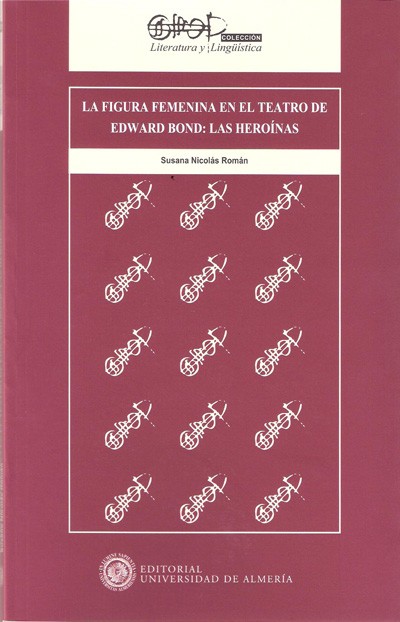 COLECCIÓN
Literatura y Lingüística
LA FIGURA FEMENINA EN EL TEATRO DE
EDWARD BOND: LAS HEROÍNAS
Susana Nicolás Román
EDITORIAL
UNIVERSIDAD DE ALMERÍA